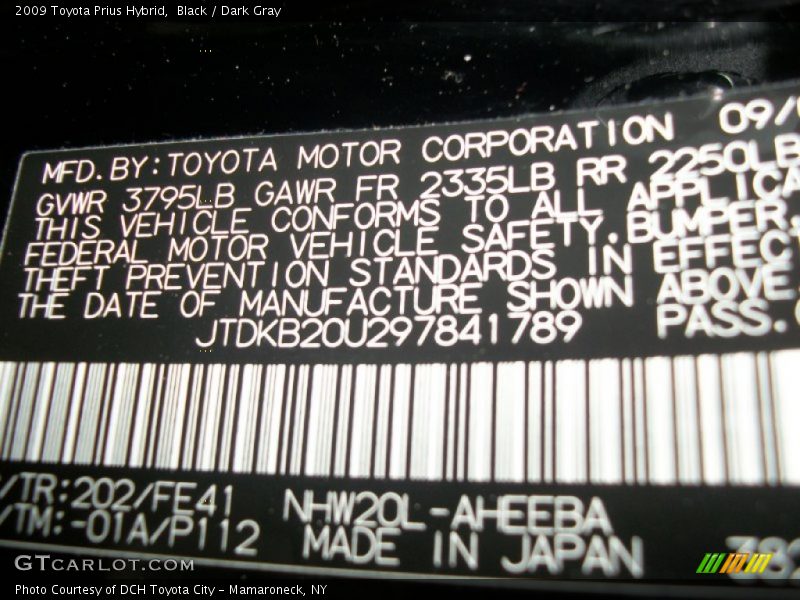 2009 Toyota Prius Hybrid,  Black / Dark Gray
MFD. BY: TOYOTA MOTOR CORPORATION 09/
GVWR 3795LB GAWR FR 2335LB RR 2250LB
THIS VEHICLE CONFORMS TO ALL APPLICA
FEDERAL MOTOR VEHICLE SAFETY, BUMPER,
THEFT PREVENTION STANDARDS IN EFFECT
THE DATE OF MANUFACTURE SHOWN ABOVE.
JTDKB20U297841789 PASS.
/TR:202/FE41 NHW20L-AHEEBA
/TM:-01A/P112 MADE IN JAPAN
GTCARLOT.COM
Photo Courtesy of DCH Toyota City - Mamaroneck, NY